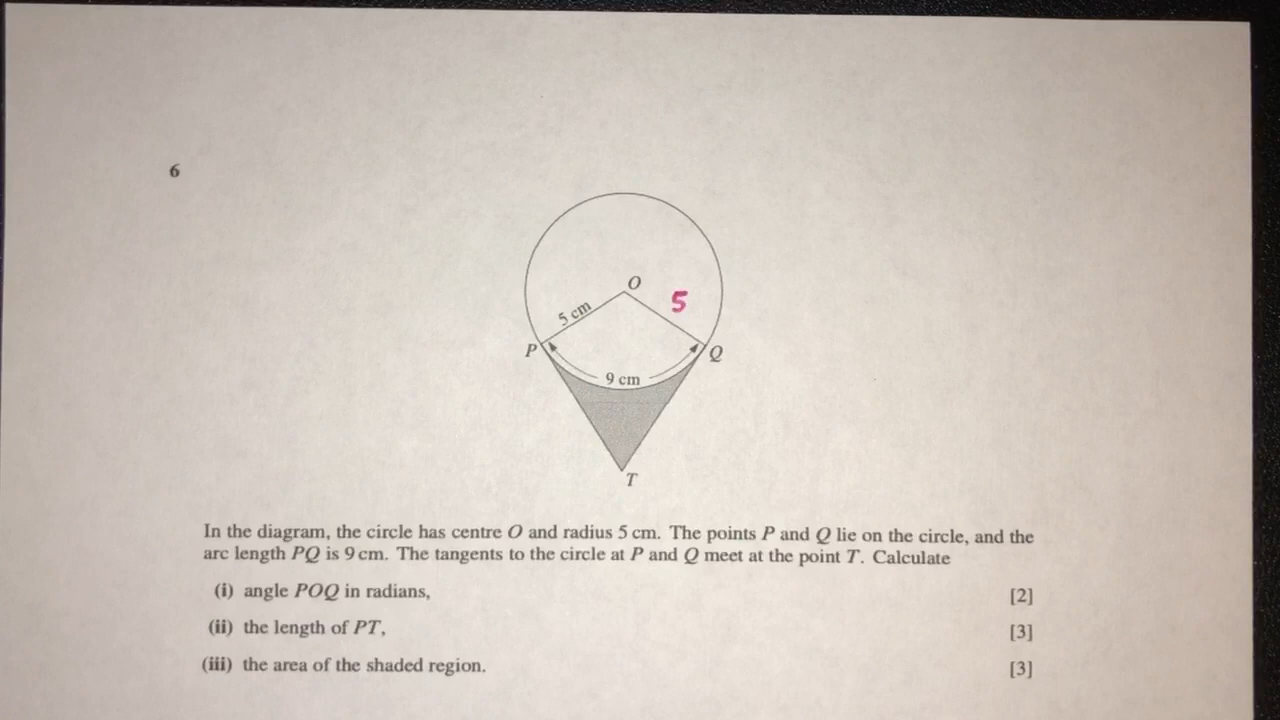 6
O
5 cm
5
P
Q
9 cm
T
In the diagram, the circle has centre O and radius 5 cm. The points P and Q lie on the circle, and the
arc length PQ is 9 cm. The tangents to the circle at P and Q meet at the point T. Calculate
(i) angle POQ in radians, [2]
(ii) the length of PT, [3]
(iii) the area of the shaded region. [3]